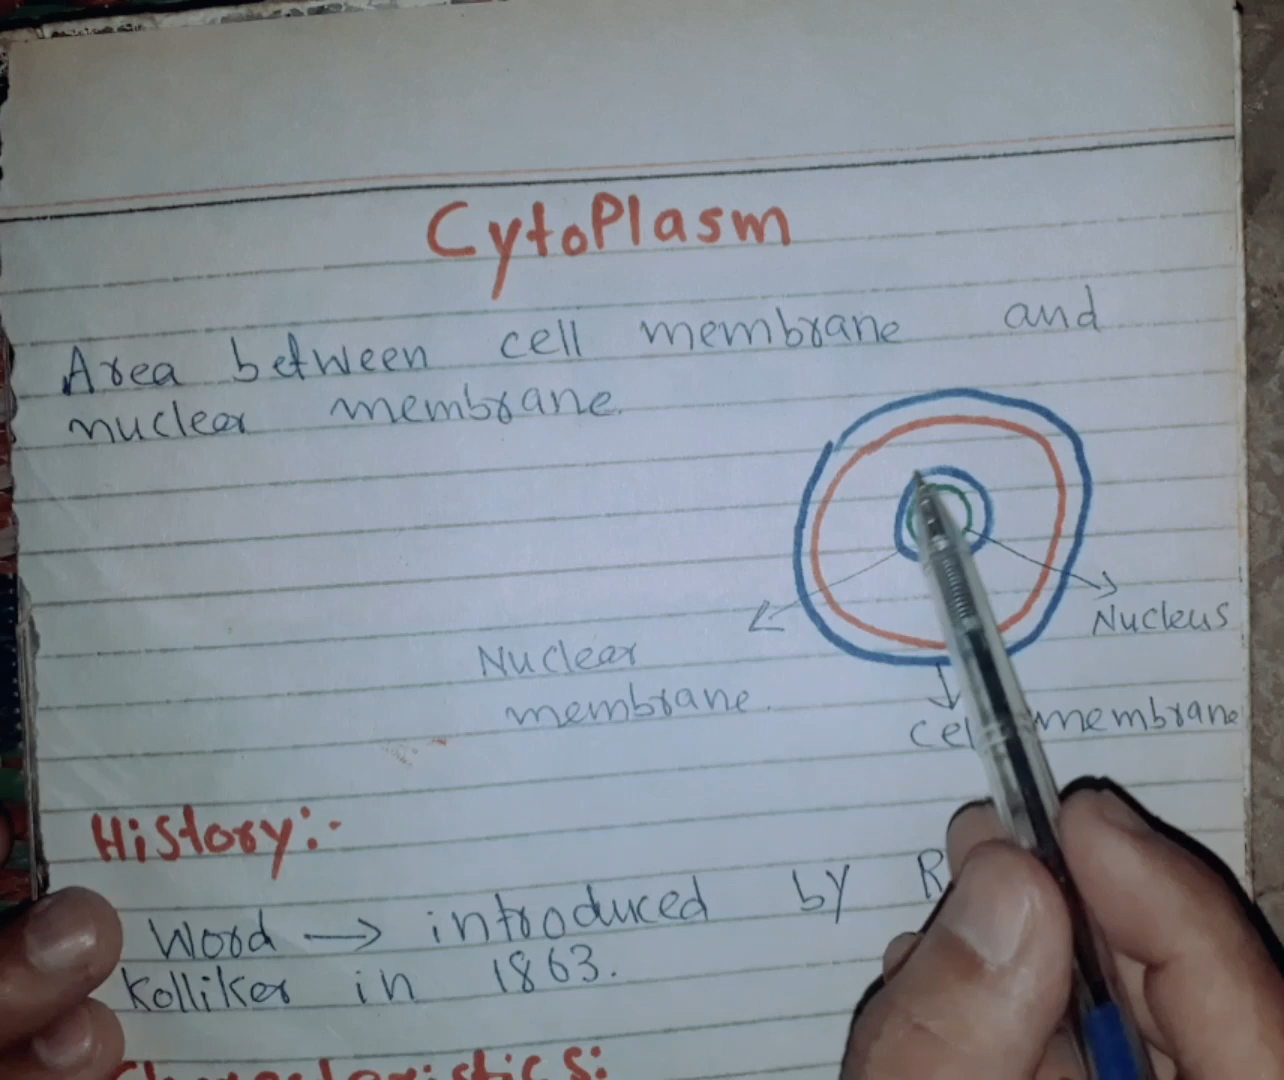 CytoPlasm
Area between cell membrane and
nuclear membrane.
Nucleus
Nuclear
membrane.
membrane
History:-
Word → introduced by R
Kolliker in 1863.
Characteristics: